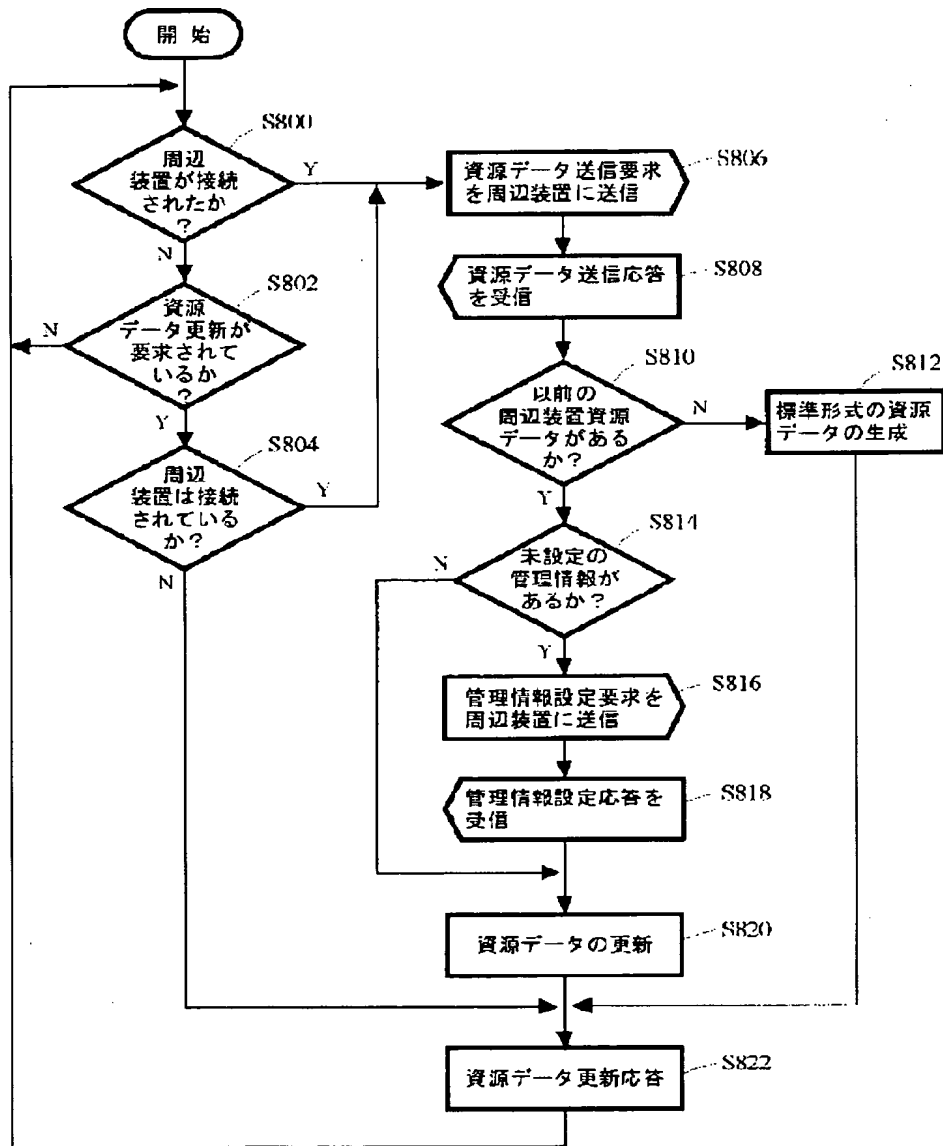 開始
S800
周辺
装置が接続
されたか
？
Y
N
S802
資源
データ更新が
要求されて
いるか
？
N
Y
S804
周辺
装置は接続
されている
か？
Y
N
S806
資源データ送信要求
を周辺装置に送信
S808
資源データ送信応答
を受信
S810
以前の
周辺装置資源
データがある
か？
N
Y
S812
標準形式の資源
データの生成
S814
未設定の
管理情報が
あるか？
N
Y
S816
管理情報設定要求を
周辺装置に送信
S818
管理情報設定応答を
受信
S820
資源データの更新
S822
資源データ更新応答